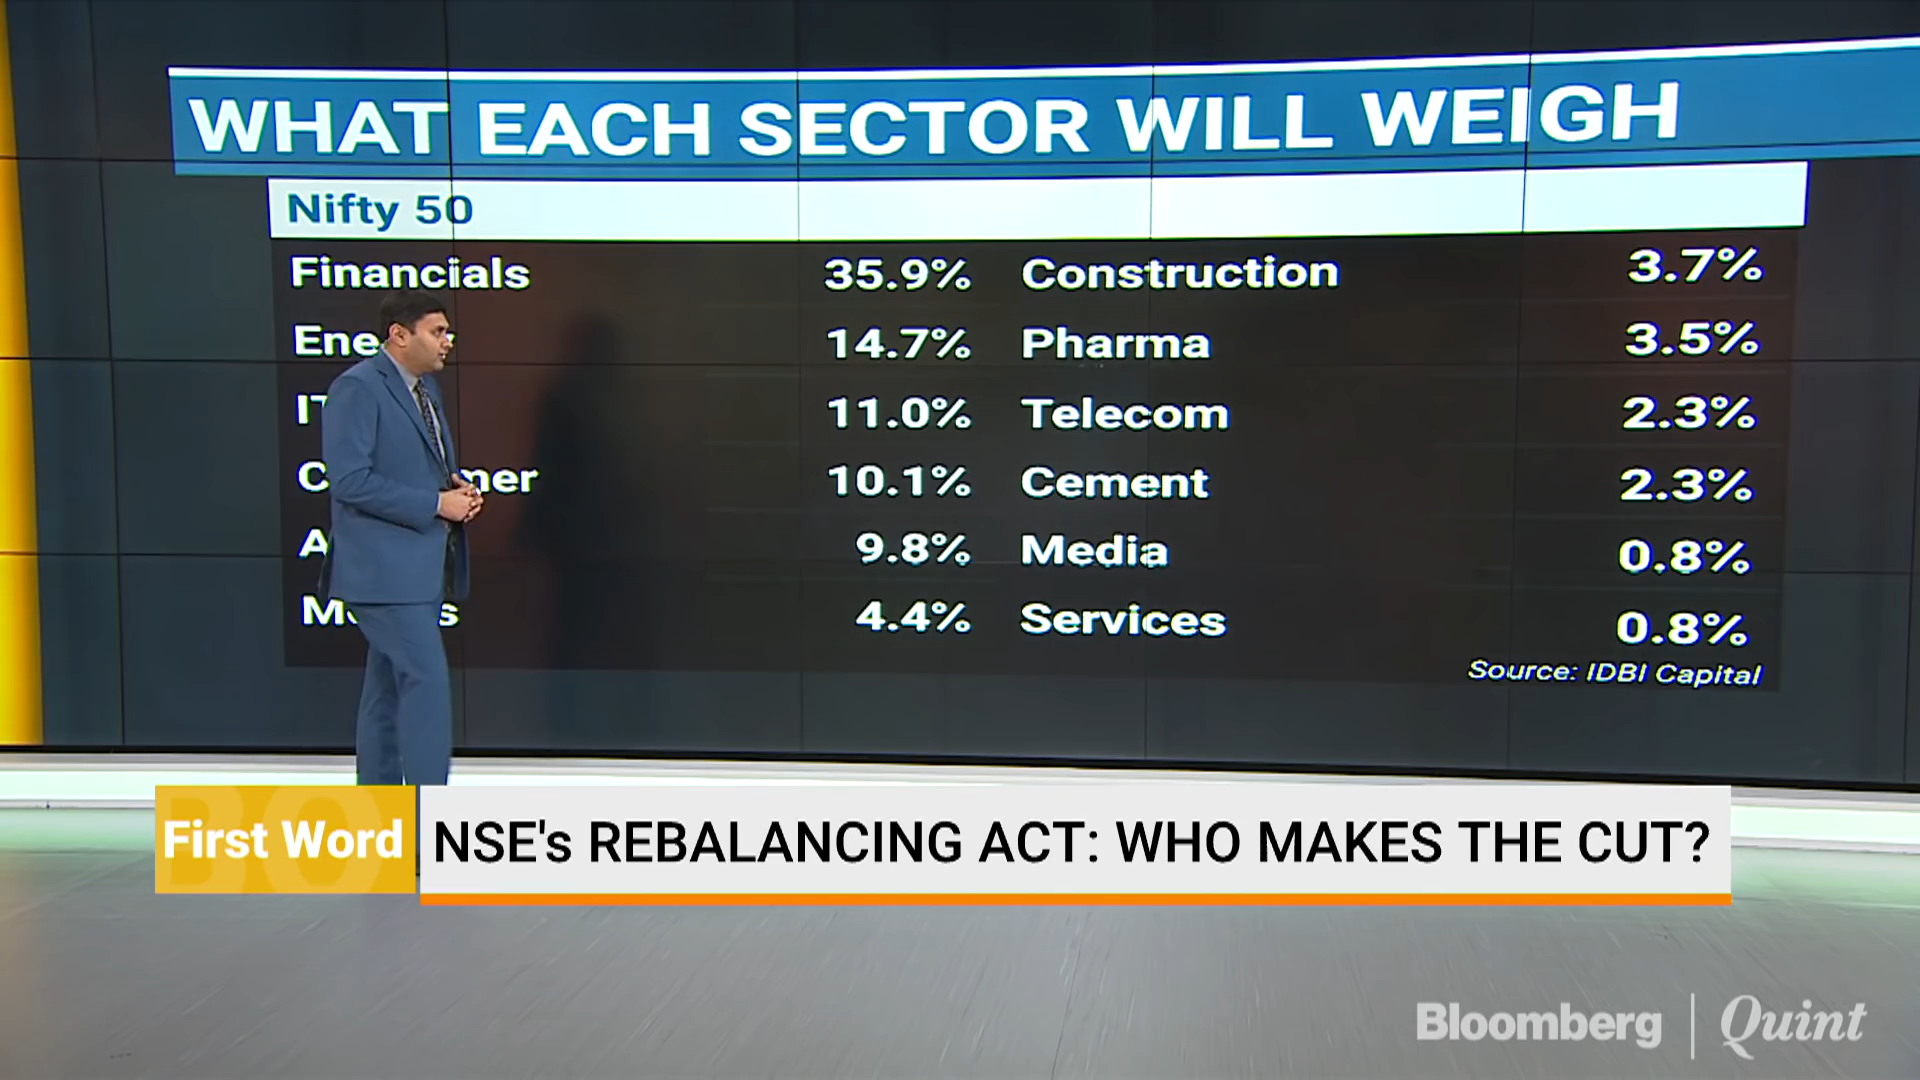 WHAT EACH SECTOR WILL WEIGH
Nifty 50
Financials 35.9% Construction 3.7%
14.7% Pharma 3.5%
11.0% Telecom 2.3%
10.1% Cement 2.3%
9.8% Media 0.8%
4.4% Services 0.8%
Source: IDBI Capital
First Word NSE's REBALANCING ACT: WHO MAKES THE CUT?
Bloomberg | Quint